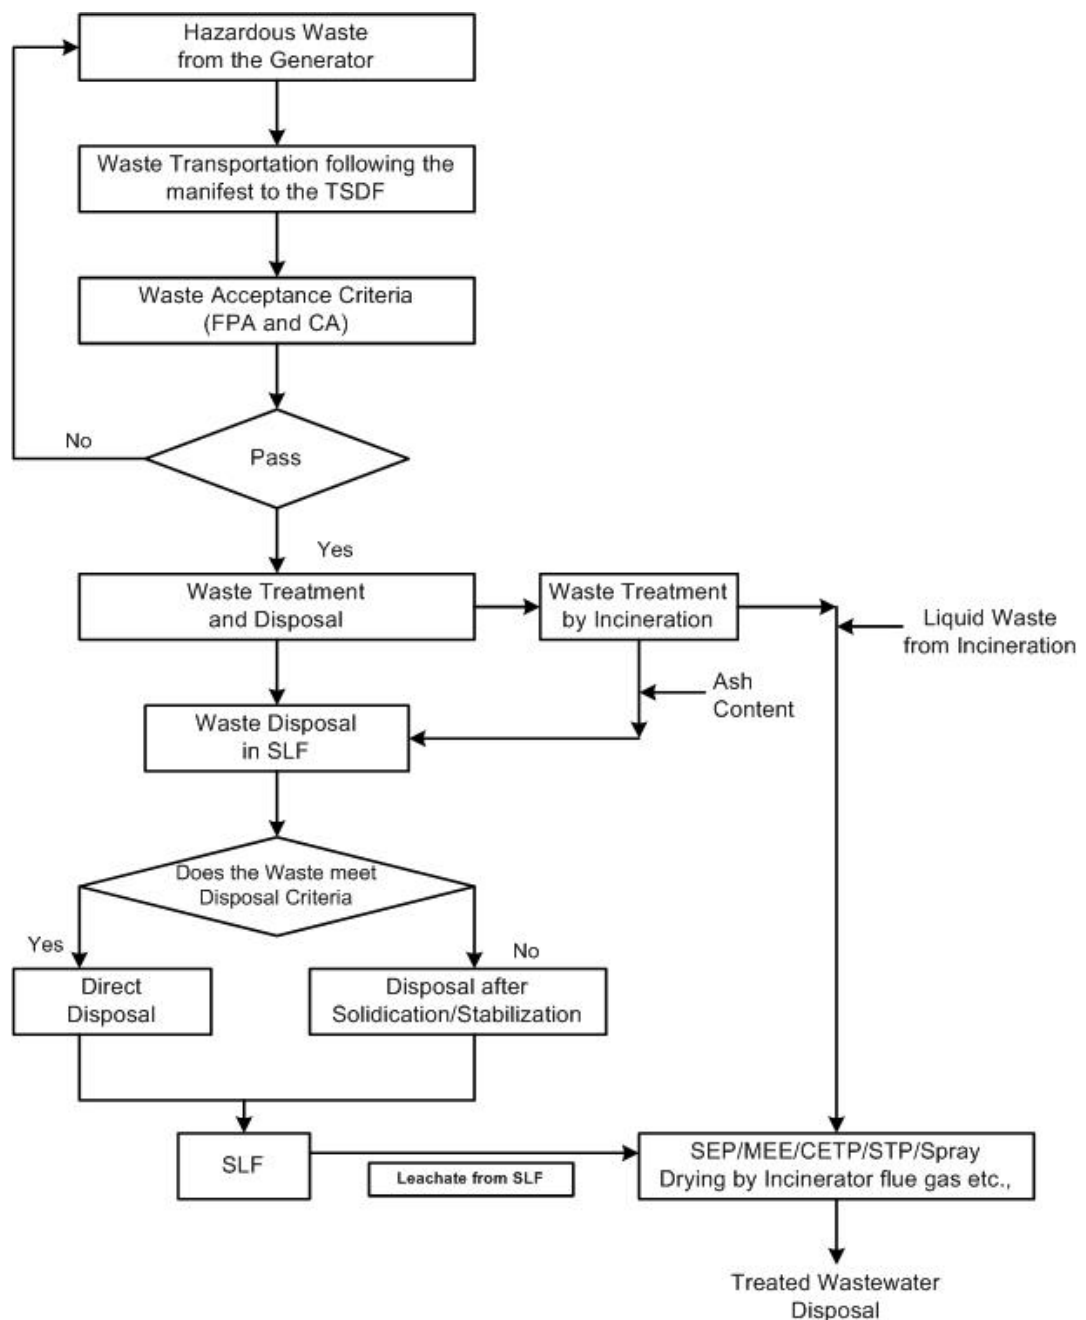 Hazardous Waste
from the Generator
Waste Transportation following the
manifest to the TSDF
Waste Acceptance Criteria
(FPA and CA)
No
Pass
Yes
Waste Treatment
and Disposal
Waste Treatment
by Incineration
Liquid Waste
from Incineration
Ash
Content
Waste Disposal
in SLF
Does the Waste meet
Disposal Criteria
Yes
No
Direct
Disposal
Disposal after
Solidication/Stabilization
SLF
Leachate from SLF
SEP/MEE/CETP/STP/Spray
Drying by Incinerator flue gas etc.,
Treated Wastewater
Disposal